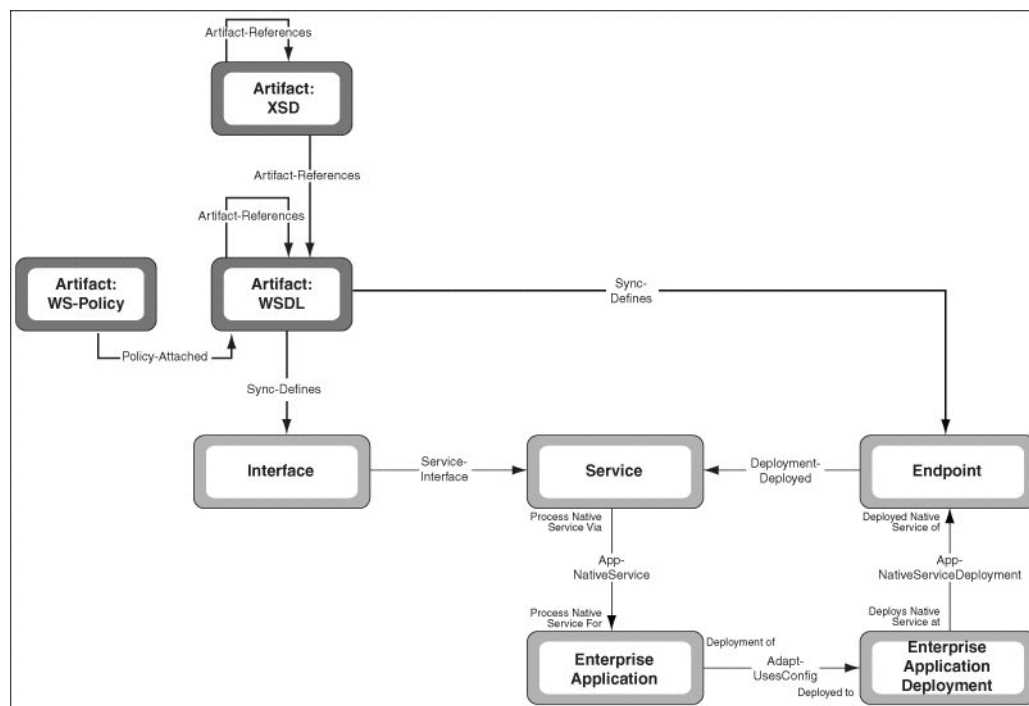 Artifact-References
Artifact:
XSD
Artifact-References
Artifact-References
Artifact:
WS-Policy
Artifact:
WSDL
Sync-
Defines
Policy-Attached
Sync-Defines
Interface
Service-
Interface
Service
Deployment-
Deployed
Endpoint
Process Native
Service Via
Deployed Native
Service of
App-
NativeService
App-
NativeServiceDeployment
Process Native
Service For
Deploys Native
Service at
Enterprise
Application
Deployment of
Adapt-
UsesConfig
Deployed to
Enterprise
Application
Deployment